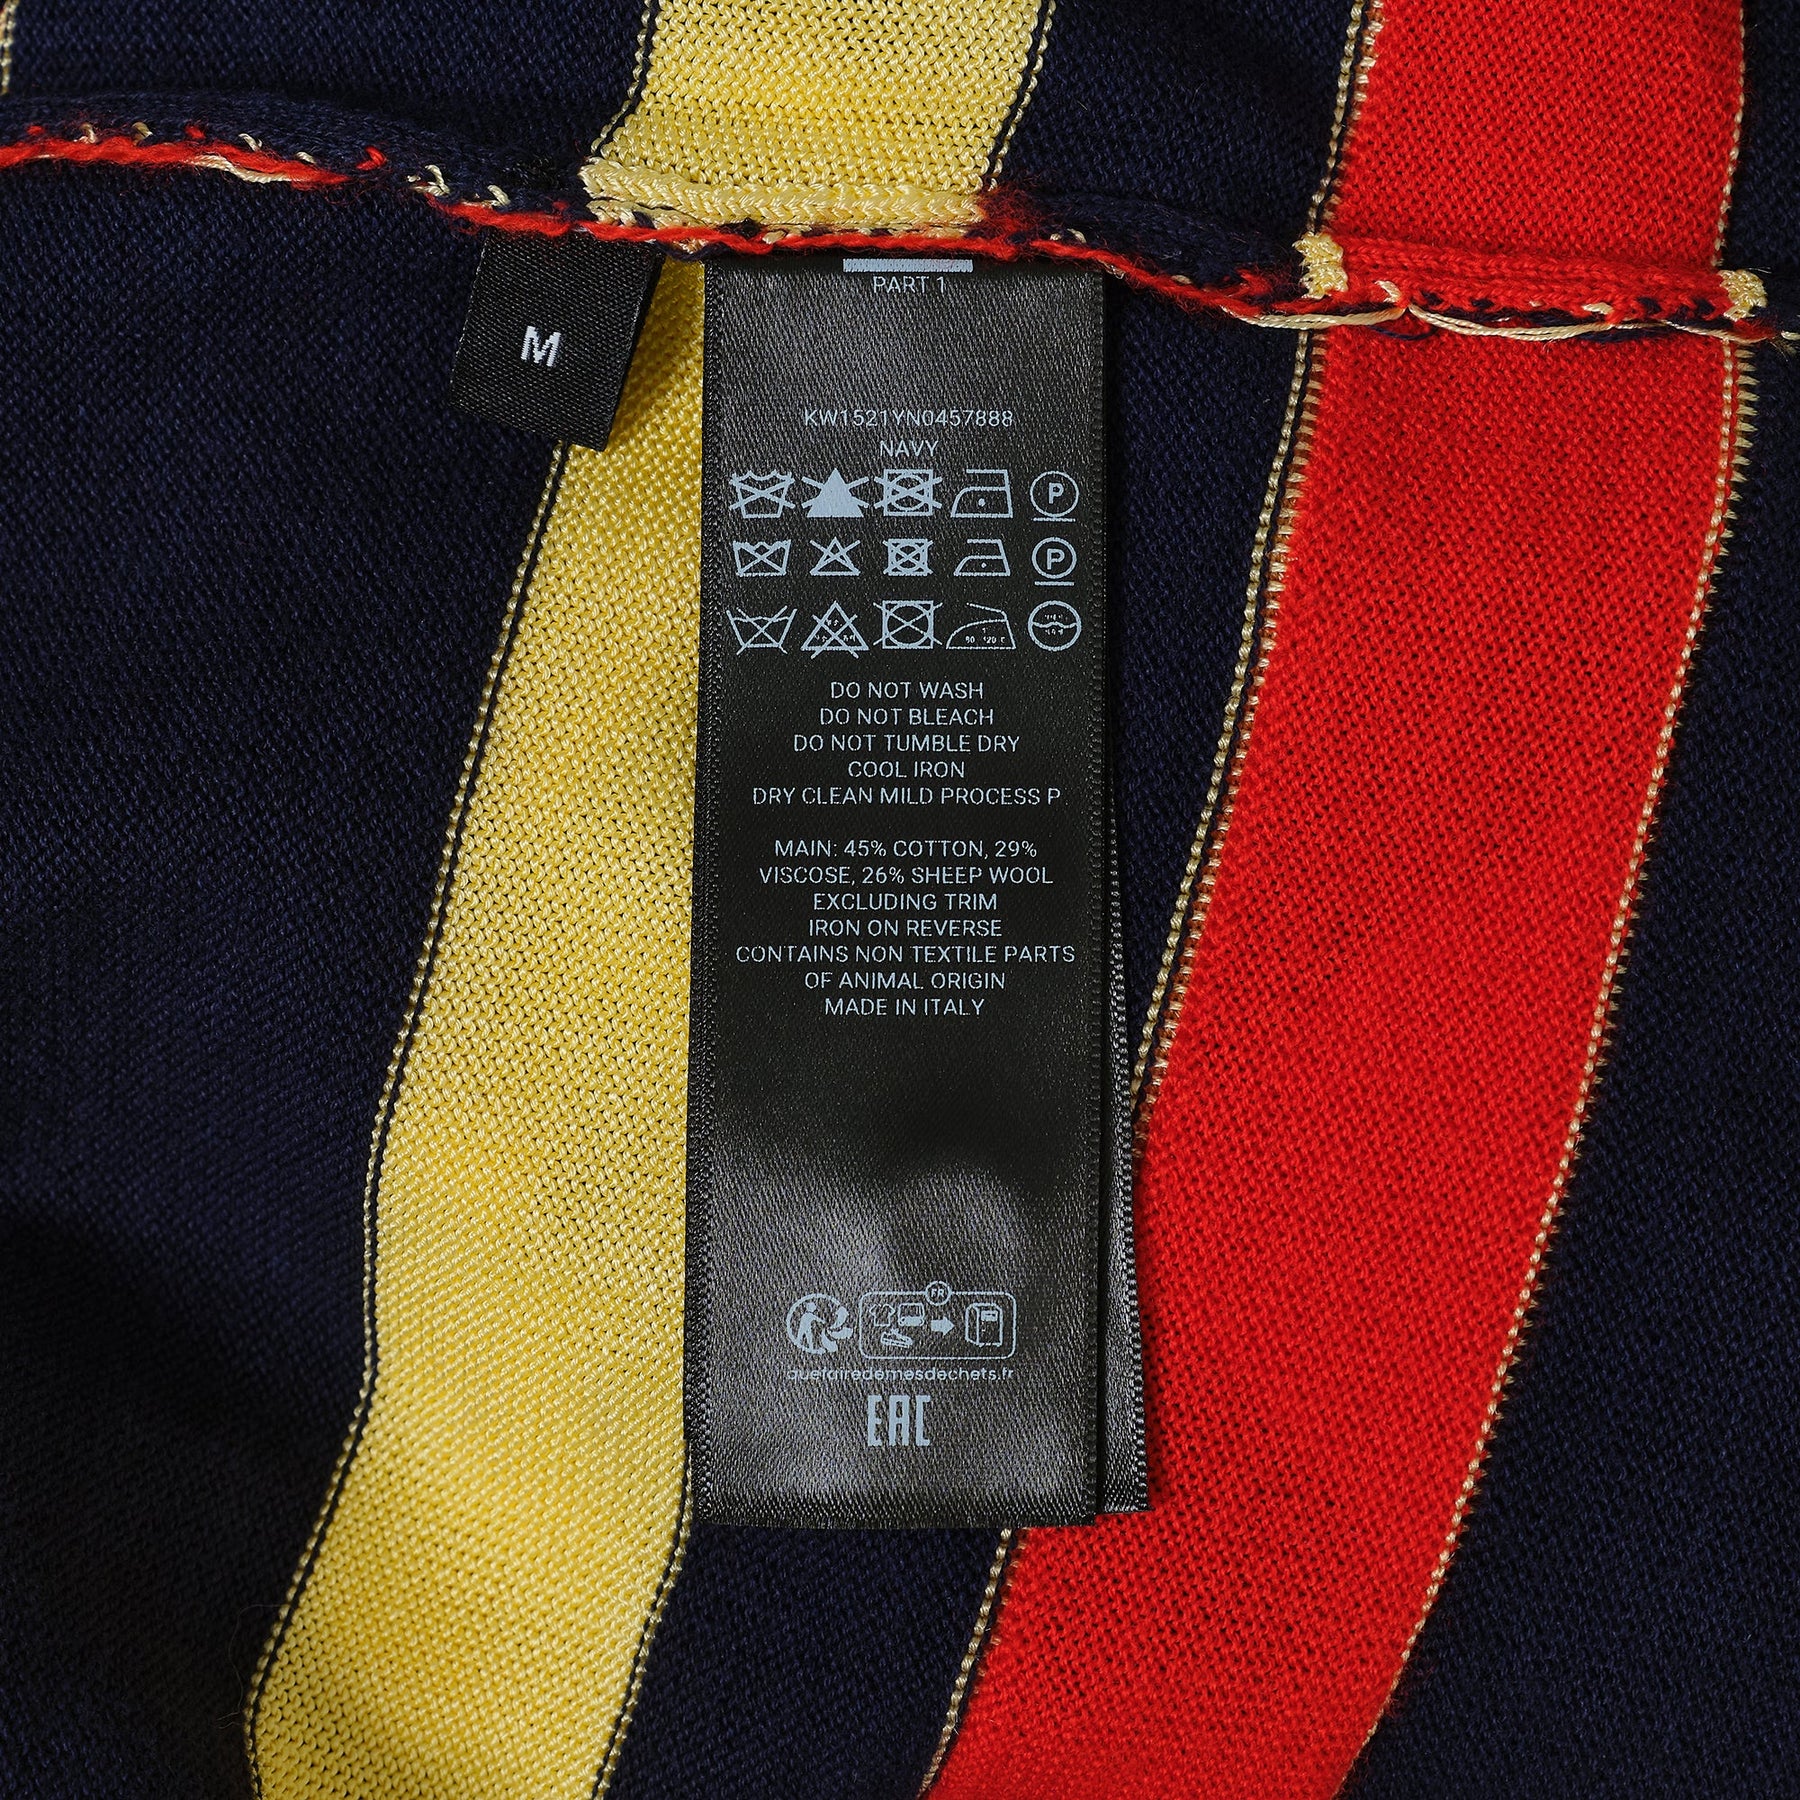 PART 1
M
KW1521YN0457888
NAVY
P
P
DO NOT WASH
DO NOT BLEACH
DO NOT TUMBLE DRY
COOL IRON
DRY CLEAN MILD PROCESS P
MAIN: 45% COTTON, 29%
VISCOSE, 26% SHEEP WOOL
EXCLUDING TRIM
IRON ON REVERSE
CONTAINS NON TEXTILE PARTS
OF ANIMAL ORIGIN
MADE IN ITALY
FR
quefairedemesdechets.fr
EAC